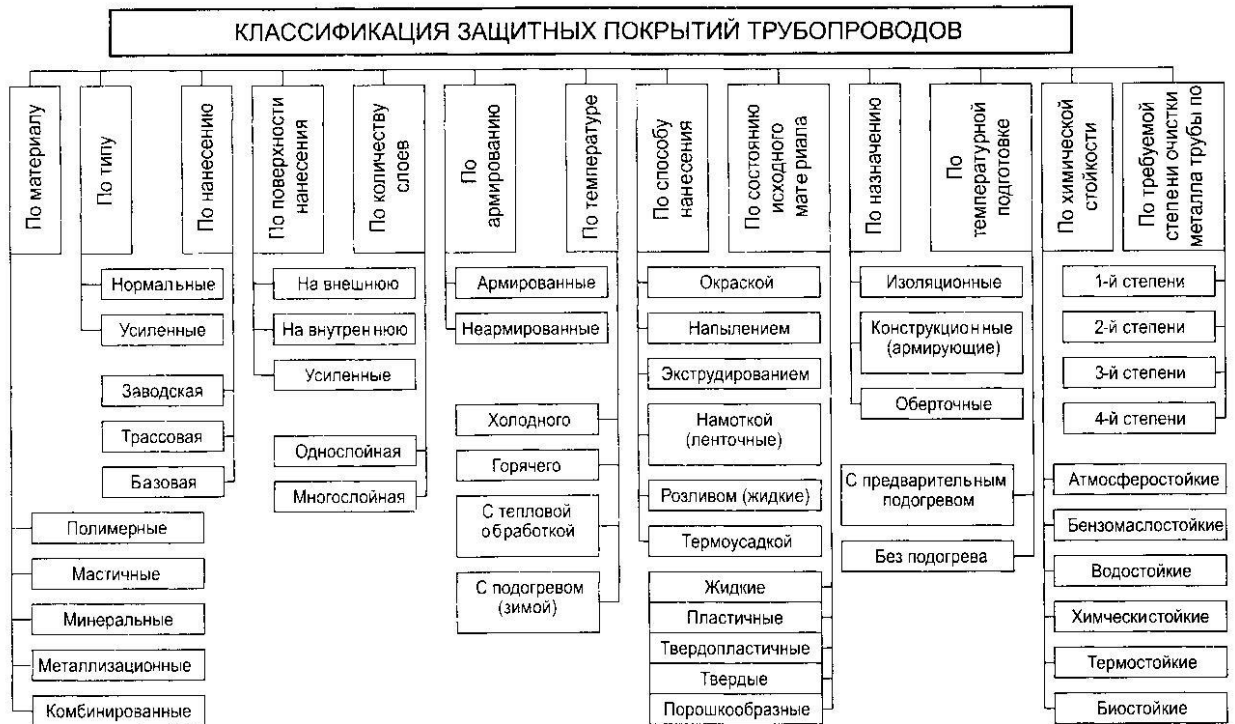 КЛАССИФИКАЦИЯ ЗАЩИТНЫХ ПОКРЫТИЙ ТРУБОПРОВОДОВ
По материалу
По типу
По нанесению
По поверхности
нанесения
По количеству
слоев
По
армированию
По температуре
По способу
нанесения
По состоянию
исходного
материала
По назначению
По
температурной
подготовке
По химической
стойкости
По требуемой
степени очистки
металла трубы по
Нормальные
Усиленные
Заводская
Трассовая
Базовая
Полимерные
Мастичные
Минеральные
Металлизационные
Комбинированные
На внешнюю
На внутреннюю
Усиленные
Однослойная
Многослойная
Армированные
Неармированные
Холодного
Горячего
С тепловой
обработкой
С подогревом
(зимой)
Окраской
Напылением
Экструдированием
Намоткой
(ленточные)
Розливом (жидкие)
Термоусадкой
Жидкие
Пластичные
Твердопластичные
Твердые
Порошкообразные
Изоляционные
Конструкционные
(армирующие)
Оберточные
С предварительным
подогревом
Без подогрева
1-й степени
2-й степени
3-й степени
4-й степени
Атмосферостойкие
Бензомаслостойкие
Водостойкие
Химческистойкие
Термостойкие
Биостойкие